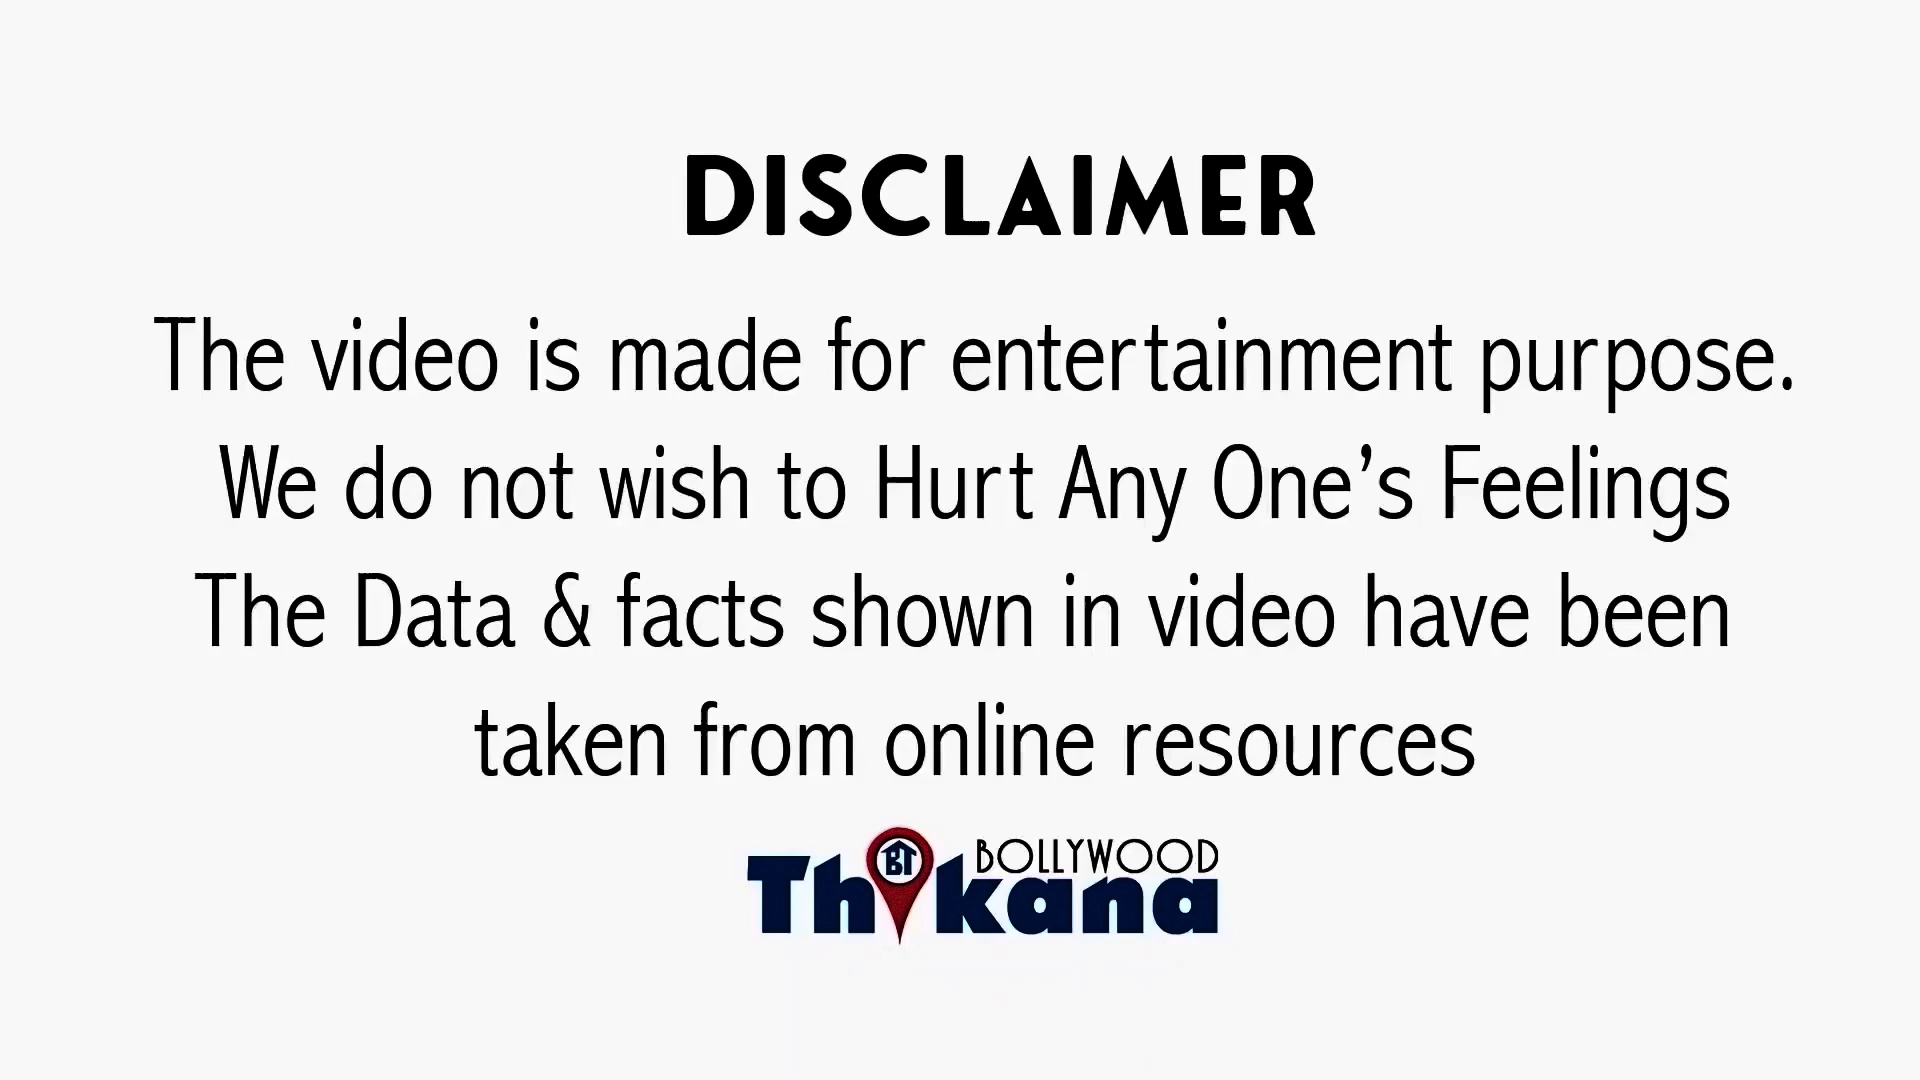 DISCLAIMER
The video is made for entertainment purpose.
We do not wish to Hurt Any One’s Feelings
The Data & facts shown in video have been
taken from online resources
BOLLYWOOD
BT
Thikana